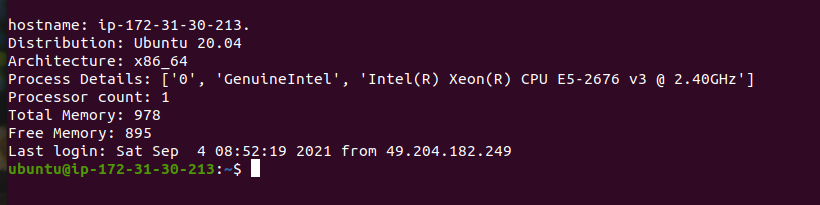 hostname: ip-172-31-30-213.
Distribution: Ubuntu 20.04
Architecture: x86_64
Process Details: ['0', 'GenuineIntel', 'Intel(R) Xeon(R) CPU E5-2676 v3 @ 2.40GHz']
Processor count: 1
Total Memory: 978
Free Memory: 895
Last login: Sat Sep  4 08:52:19 2021 from 49.204.182.249
ubuntu@ip-172-31-30-213:~$